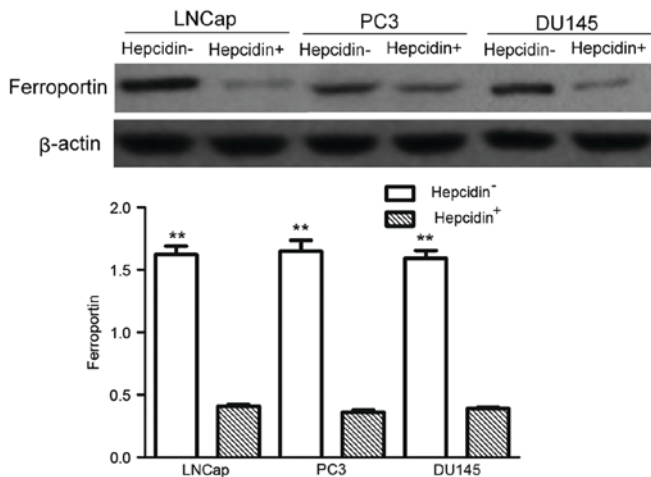 LNCap PC3 DU145
Hepcidin- Hepcidin+ Hepcidin- Hepcidin+ Hepcidin- Hepcidin+
Ferroportin
β-actin
Hepcidin-
Hepcidin+
2.0
1.5
1.0
0.5
0.0
Ferroportin
** ** **
LNCap PC3 DU145